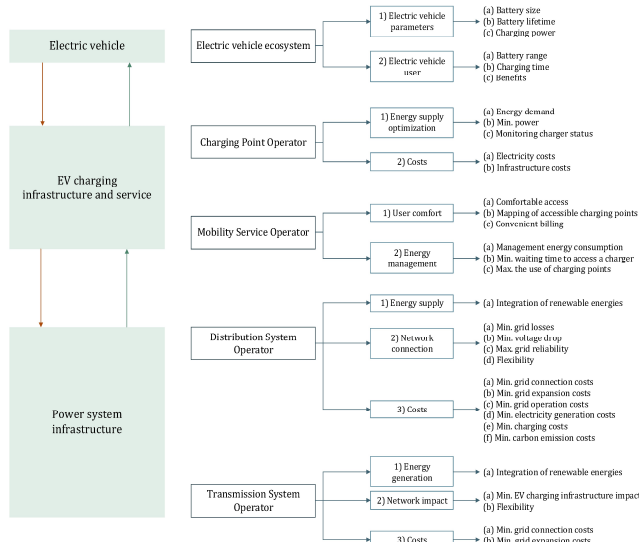 Electric vehicle
EV charging
infrastructure and service
Power system
infrastructure
Electric vehicle ecosystem
1) Electric vehicle
parameters
(a) Battery size
(b) Battery lifetime
(c) Charging power
2) Electric vehicle
user
(a) Battery range
(b) Charging time
(c) Benefits
Charging Point Operator
1) Energy supply
optimization
(a) Energy demand
(b) Min. power
(c) Monitoring charger status
2) Costs
(a) Electricity costs
(b) Infrastructure costs
Mobility Service Operator
1) User comfort
(a) Comfortable access
(b) Mapping of accessible charging points
(c) Convenient billing
2) Energy
management
(a) Management energy consumption
(b) Min. waiting time to access a charger
(c) Max. the use of charging points
Distribution System
Operator
1) Energy supply
(a) Integration of renewable energies
2) Network
connection
(a) Min. grid losses
(b) Min. voltage drop
(c) Max. grid reliability
(d) Flexibility
3) Costs
(a) Min. grid connection costs
(b) Min. grid expansion costs
(c) Min. grid operation costs
(d) Min. electricity generation costs
(e) Min. charging costs
(f) Min. carbon emission costs
Transmission System
Operator
1) Energy
generation
(a) Integration of renewable energies
2) Network impact
(a) Min. EV charging infrastructure impact
(b) Flexibility
3) Costs
(a) Min. grid connection costs
(b) Min. grid expansion costs